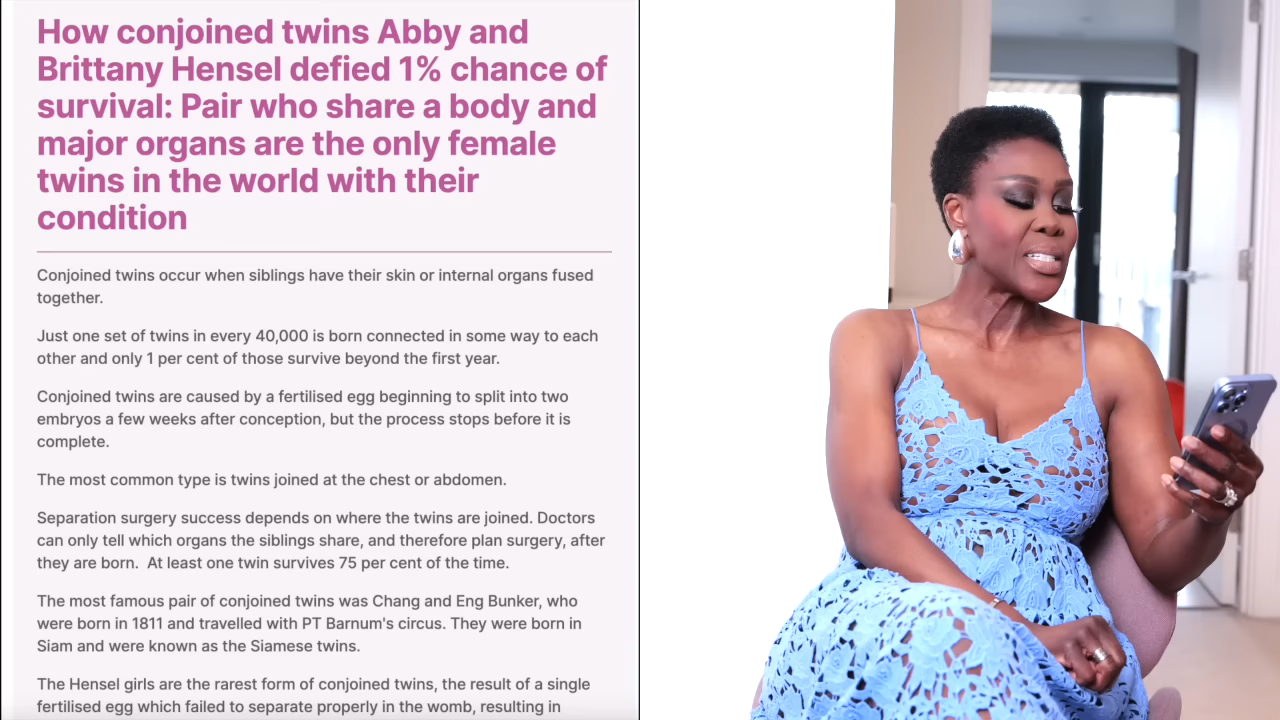 How conjoined twins Abby and
Brittany Hensel defied 1% chance of
survival: Pair who share a body and
major organs are the only female
twins in the world with their
condition
Conjoined twins occur when siblings have their skin or internal organs fused
together.
Just one set of twins in every 40,000 is born connected in some way to each
other and only 1 per cent of those survive beyond the first year.
Conjoined twins are caused by a fertilised egg beginning to split into two
embryos a few weeks after conception, but the process stops before it is
complete.
The most common type is twins joined at the chest or abdomen.
Separation surgery success depends on where the twins are joined. Doctors
can only tell which organs the siblings share, and therefore plan surgery, after
they are born.  At least one twin survives 75 per cent of the time.
The most famous pair of conjoined twins was Chang and Eng Bunker, who
were born in 1811 and travelled with PT Barnum's circus. They were born in
Siam and were known as the Siamese twins.
The Hensel girls are the rarest form of conjoined twins, the result of a single
fertilised egg which failed to separate properly in the womb, resulting in